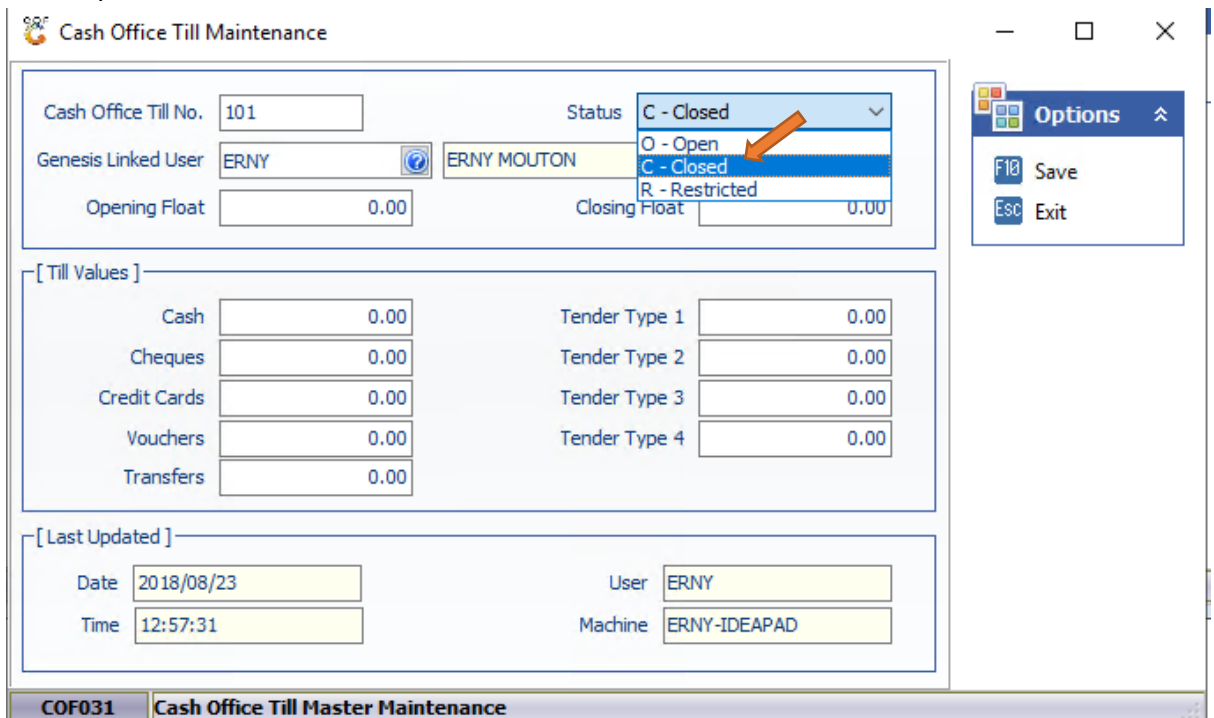 Cash Office Till Maintenance
Cash Office Till No. 101 Status C - Closed
O - Open
C - Closed
R - Restricted
Genesis Linked User ERNY ERNY MOUTON
Opening Float 0.00 Closing Float 0.00
Options
F10 Save
Esc Exit
[ Till Values ]
Cash 0.00 Tender Type 1 0.00
Cheques 0.00 Tender Type 2 0.00
Credit Cards 0.00 Tender Type 3 0.00
Vouchers 0.00 Tender Type 4 0.00
Transfers 0.00
[ Last Updated ]
Date 2018/08/23 User ERNY
Time 12:57:31 Machine ERNY-IDEAPAD
COF031 Cash Office Till Master Maintenance